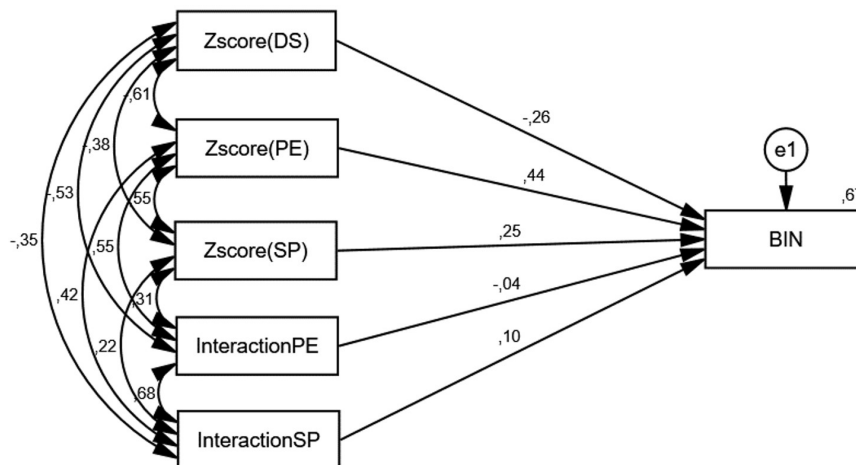 Zscore(DS)
-,61
-,26
-,38
Zscore(PE)
e1
,44
-,53
,55
,67
-,35
,55
Zscore(SP)
,25
BIN
,42
,31
-,04
,22
InteractionPE
,10
,68
InteractionSP